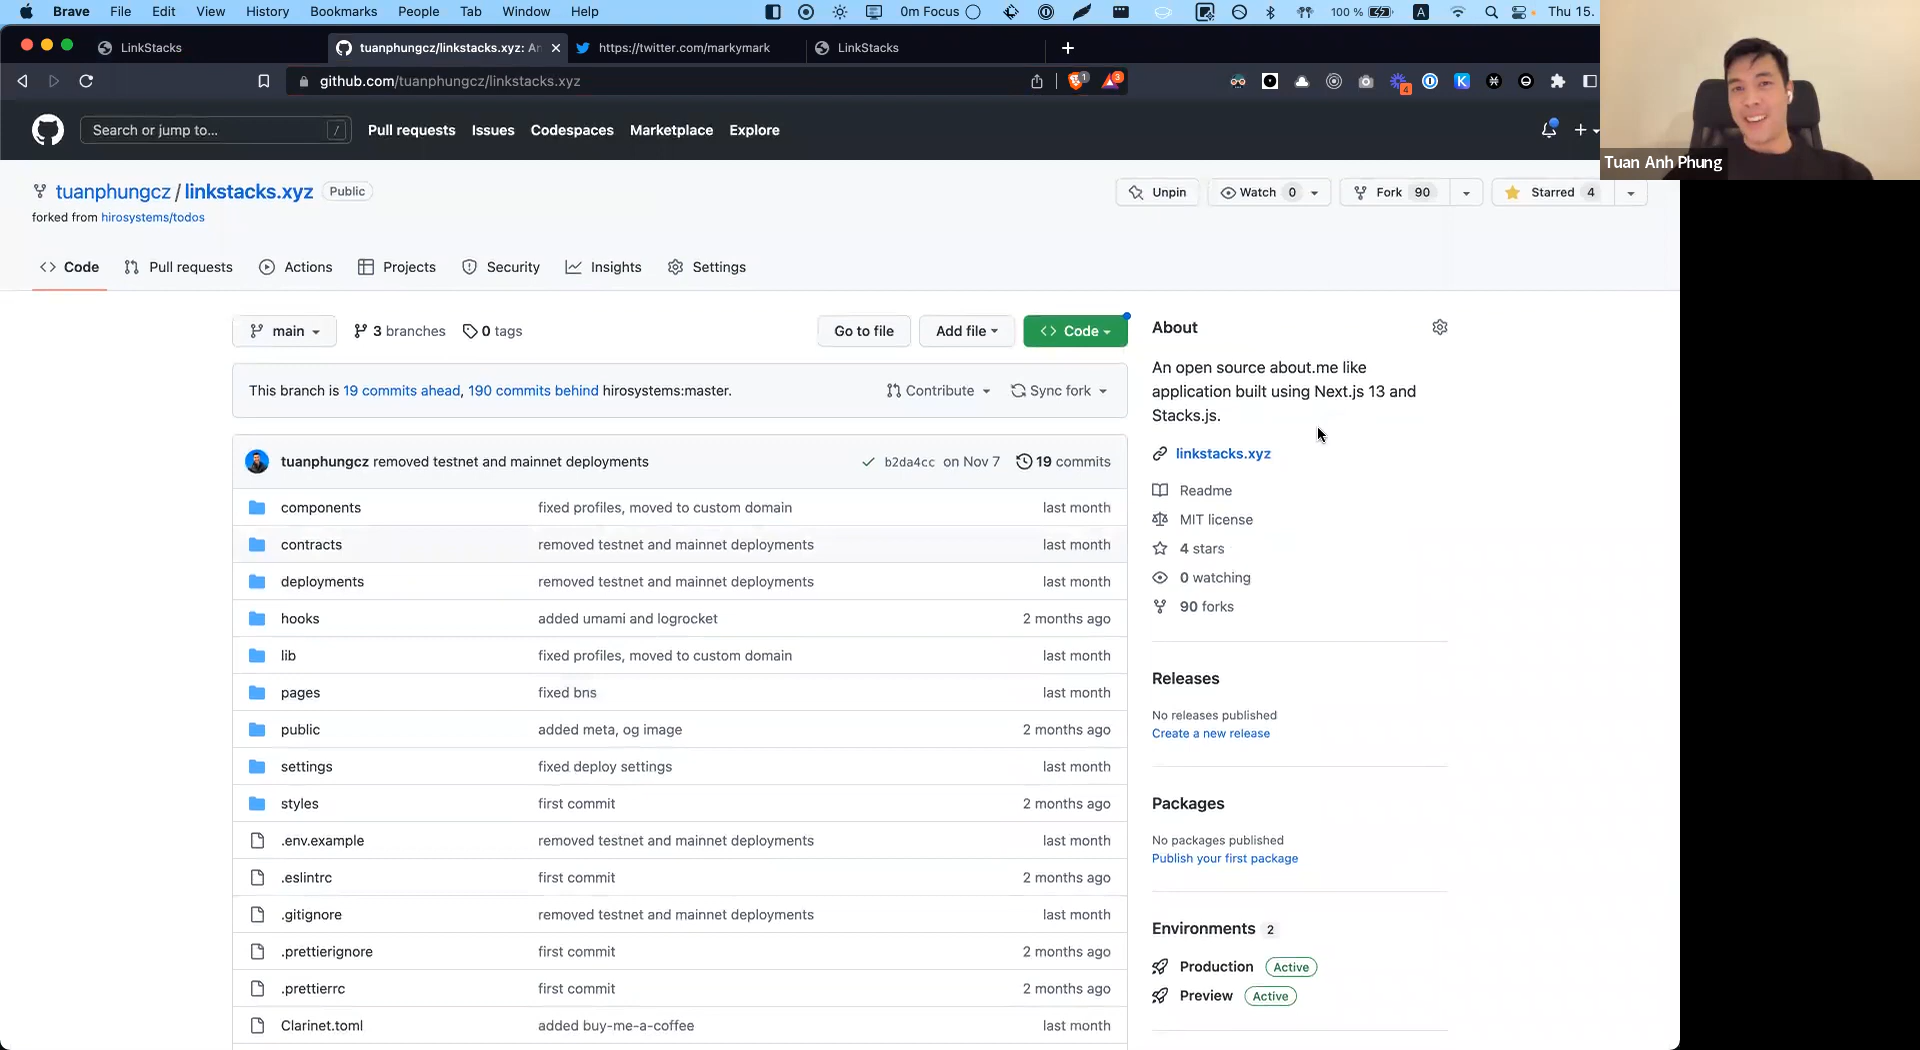 Brave File Edit View History Bookmarks People Tab Window Help 0m Focus 100 % A Thu 15.
LinkStacks tuanphungcz/linkstacks.xyz: An https://twitter.com/markymark LinkStacks
github.com/tuanphungcz/linkstacks.xyz 1 3 4
Search or jump to... / Pull requests Issues Codespaces Marketplace Explore
Tuan Anh Phung
tuanphungcz / linkstacks.xyz Public
Unpin Watch 0 Fork 90 Starred 4
forked from hirosystems/todos
Code Pull requests Actions Projects Security Insights Settings
main 3 branches 0 tags Go to file Add file Code
This branch is 19 commits ahead, 190 commits behind hirosystems:master. Contribute Sync fork
tuanphungcz removed testnet and mainnet deployments b2da4cc on Nov 7 19 commits
components fixed profiles, moved to custom domain last month
contracts removed testnet and mainnet deployments last month
deployments removed testnet and mainnet deployments last month
hooks added umami and logrocket 2 months ago
lib fixed profiles, moved to custom domain last month
pages fixed bns last month
public added meta, og image 2 months ago
settings fixed deploy settings last month
styles first commit 2 months ago
.env.example removed testnet and mainnet deployments last month
.eslintrc first commit 2 months ago
.gitignore removed testnet and mainnet deployments last month
.prettierignore first commit 2 months ago
.prettierrc first commit 2 months ago
Clarinet.toml added buy-me-a-coffee last month
About
An open source about.me like
application built using Next.js 13 and
Stacks.js.
linkstacks.xyz
Readme
MIT license
4 stars
0 watching
90 forks
Releases
No releases published
Create a new release
Packages
No packages published
Publish your first package
Environments 2
Production Active
Preview Active